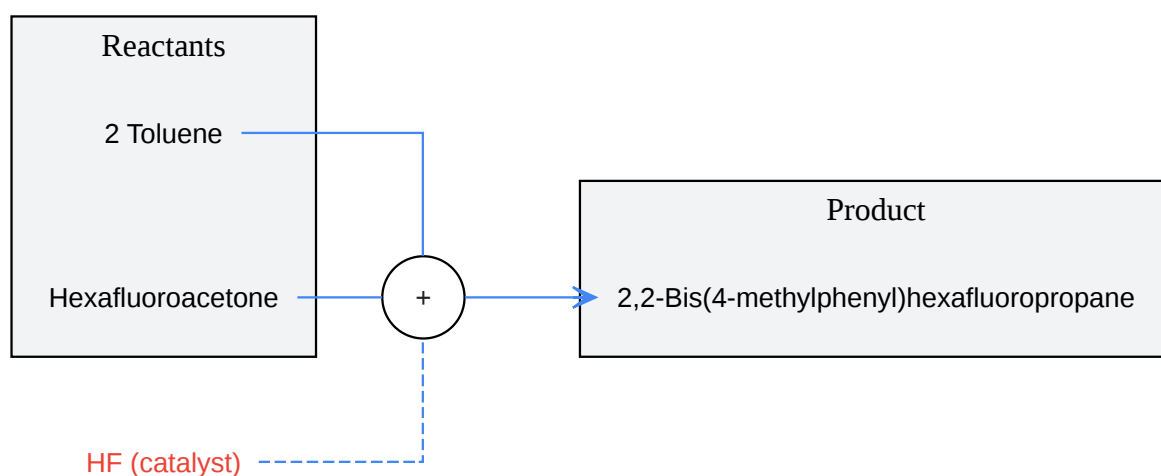 Reactants
2 Toluene
Hexafluoroacetone
+
Product
2,2-Bis(4-methylphenyl)hexafluoropropane
HF (catalyst)